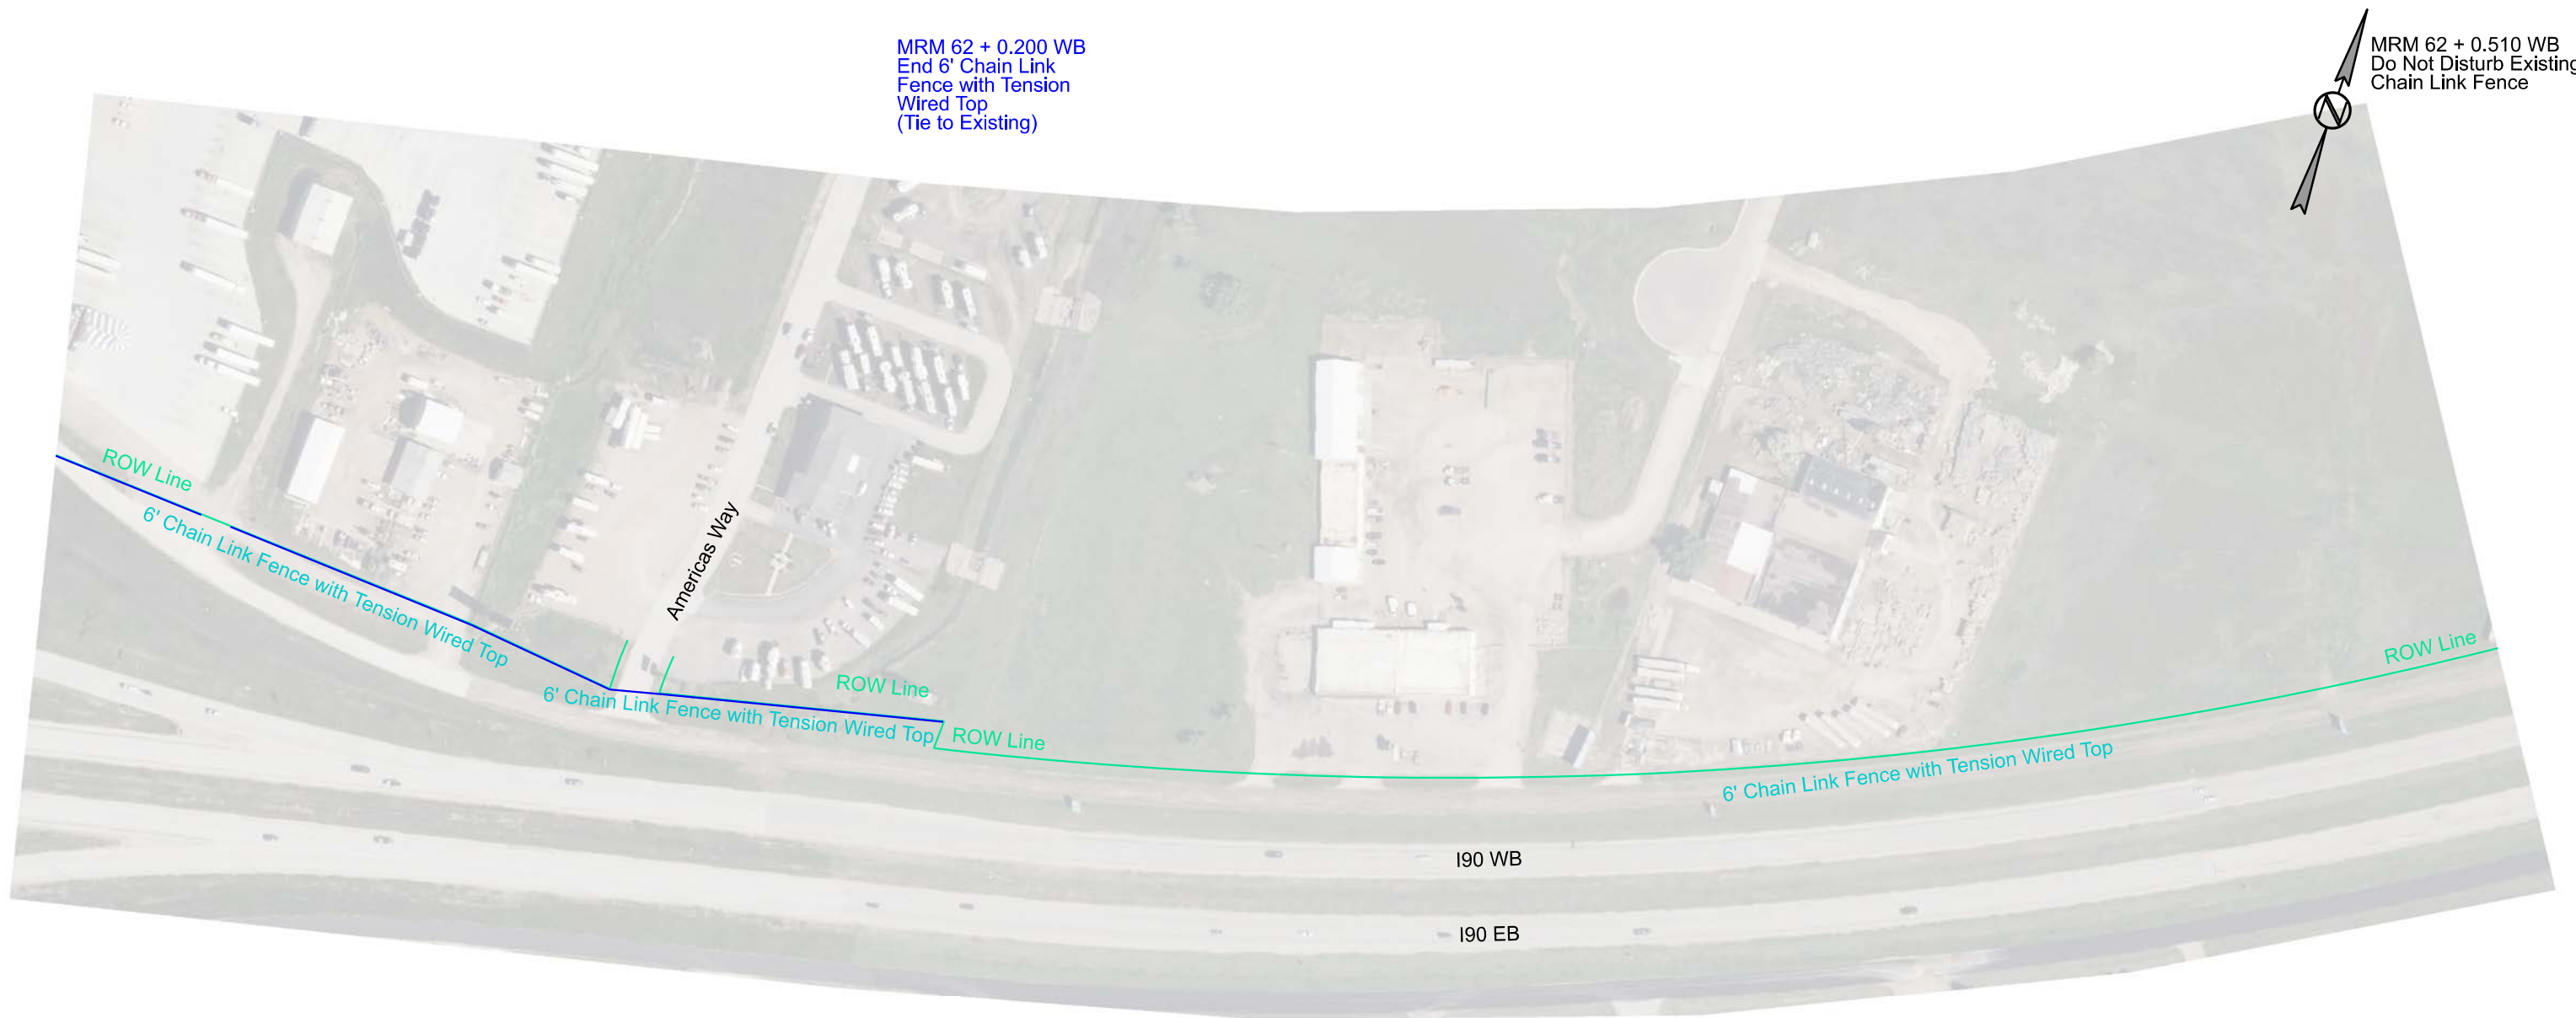 MRM 62 + 0.200 WB
End 6' Chain Link
Fence with Tension
Wired Top
(Tie to Existing)
MRM 62 + 0.510 WB
Do Not Disturb Existing
Chain Link Fence
N
ROW Line
6' Chain Link Fence with Tension Wired Top
Americas Way
ROW Line
6' Chain Link Fence with Tension Wired Top
ROW Line
ROW Line
6' Chain Link Fence with Tension Wired Top
I90 WB
I90 EB